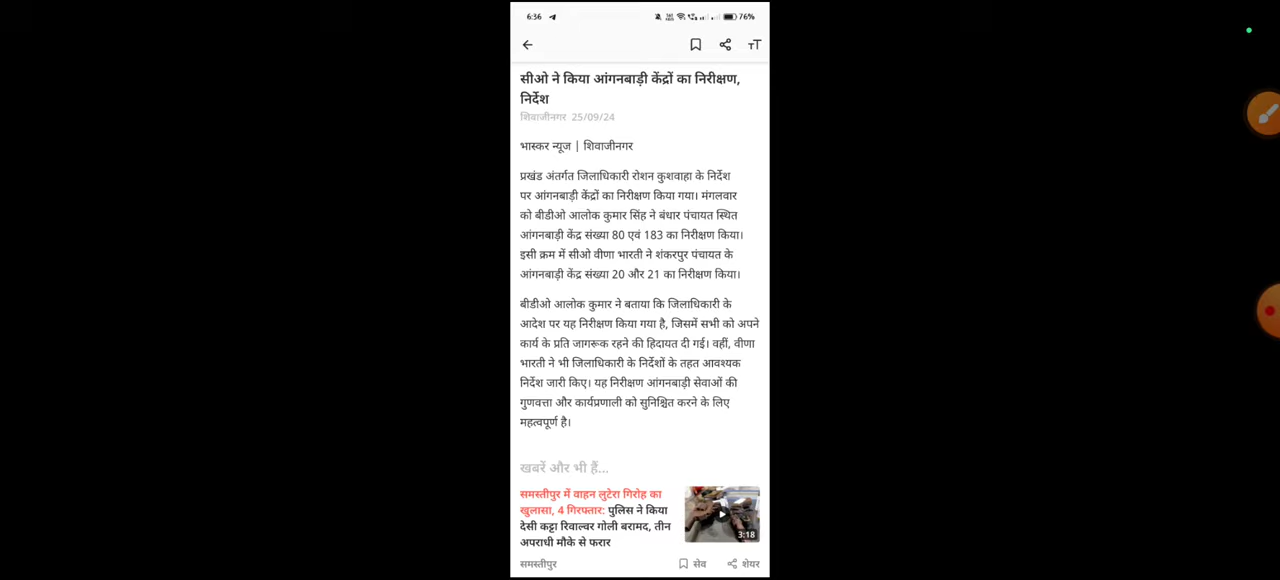 6:36
76%
सीओ ने किया आंगनबाड़ी केंद्रों का निरीक्षण,
निर्देश
शिवाजीनगर 25/09/24
भास्कर न्यूज | शिवाजीनगर
प्रखंड अंतर्गत जिलाधिकारी रोशन कुशवाहा के निर्देश
पर आंगनबाड़ी केंद्रों का निरीक्षण किया गया। मंगलवार
को बीडीओ आलोक कुमार सिंह ने बंधार पंचायत स्थित
आंगनबाड़ी केंद्र संख्या 80 एवं 183 का निरीक्षण किया।
इसी क्रम में सीओ वीणा भारती ने शंकरपुर पंचायत के
आंगनबाड़ी केंद्र संख्या 20 और 21 का निरीक्षण किया।
बीडीओ आलोक कुमार ने बताया कि जिलाधिकारी के
आदेश पर यह निरीक्षण किया गया है, जिसमें सभी को अपने
कार्य के प्रति जागरूक रहने की हिदायत दी गई। वहीं, वीणा
भारती ने भी जिलाधिकारी के निर्देशों के तहत आवश्यक
निर्देश जारी किए। यह निरीक्षण आंगनबाड़ी सेवाओं की
गुणवत्ता और कार्यप्रणाली को सुनिश्चित करने के लिए
महत्वपूर्ण है।
खबरें और भी हैं...
समस्तीपुर में वाहन लुटेरा गिरोह का
खुलासा, 4 गिरफ्तार: पुलिस ने किया
देसी कट्टा रिवाल्वर गोली बरामद, तीन
अपराधी मौके से फरार
3:18
समस्तीपुर
सेव
शेयर